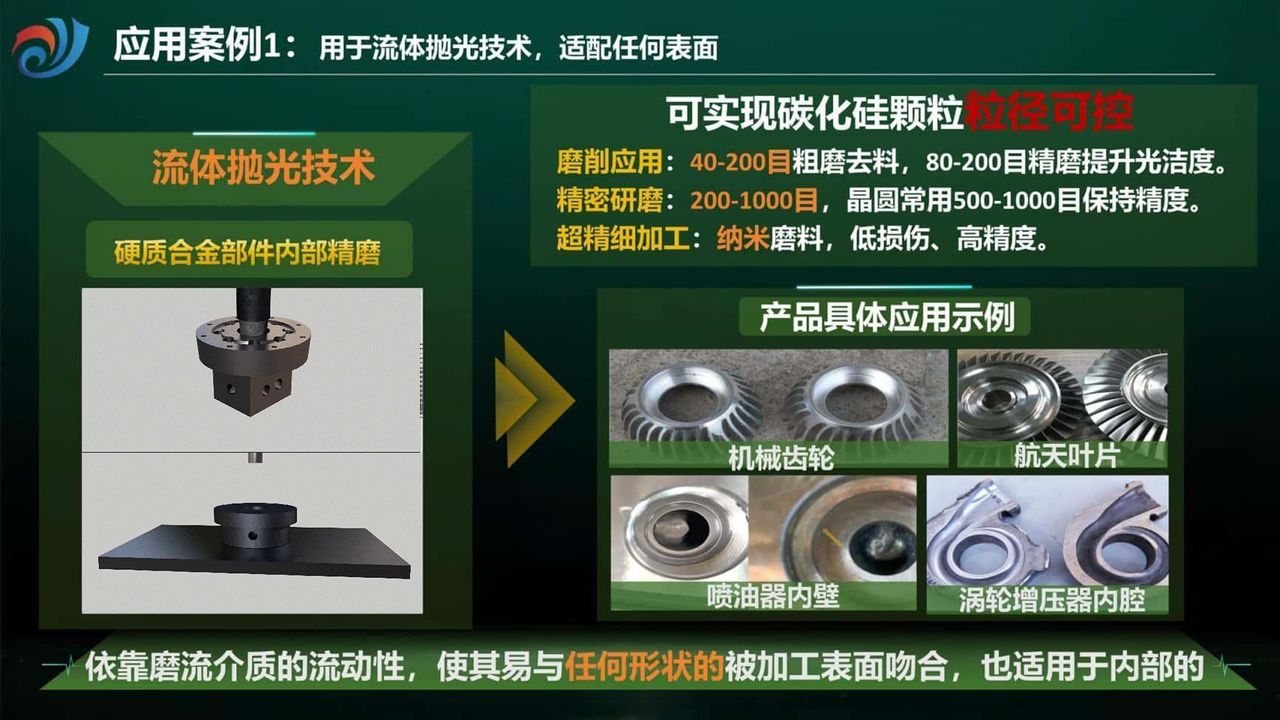 应用案例1：用于流体抛光技术，适配任何表面
流体抛光技术
硬质合金部件内部精磨
可实现碳化硅颗粒粒径可控
磨削应用：40-200目粗磨去料，80-200目精磨提升光洁度。
精密研磨：200-1000目，晶圆常用500-1000目保持精度。
超精细加工：纳米磨料，低损伤、高精度。
产品具体应用示例
机械齿轮
航天叶片
喷油器内壁
涡轮增压器内腔
依靠磨流介质的流动性，使其易与任何形状的被加工表面吻合，也适用于内部的